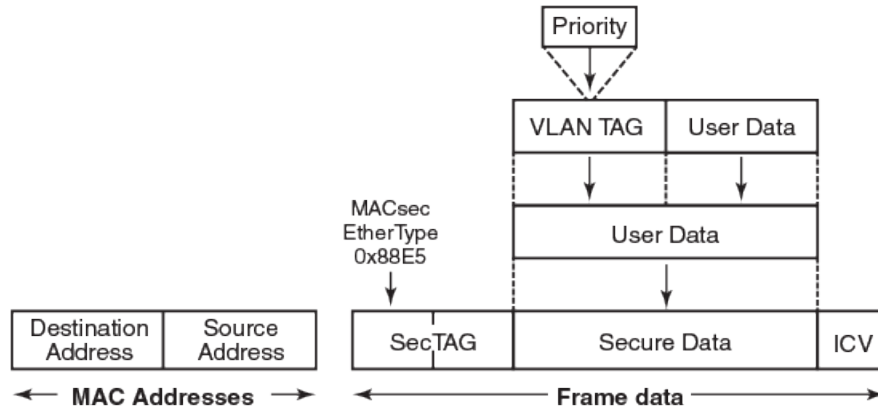 Priority
VLAN TAG User Data
MACsec
EtherType
0x88E5
User Data
Destination
Address
Source
Address
SecTAG
Secure Data
ICV
MAC Addresses
Frame data